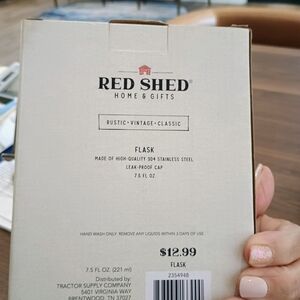 RED SHED®
HOME & GIFTS
RUSTIC • VINTAGE • CLASSIC
FLASK
MADE OF HIGH-QUALITY 304 STAINLESS STEEL
LEAK-PROOF CAP
7.5 FL OZ
HAND WASH ONLY. REMOVE ANY LIQUIDS WITHIN 3 DAYS OF USE
$12.99
FLASK
2354948
7.5 FL OZ (221 ml)
Distributed by:
TRACTOR SUPPLY COMPANY
5401 VIRGINIA WAY
BRENTWOOD, TN 37027